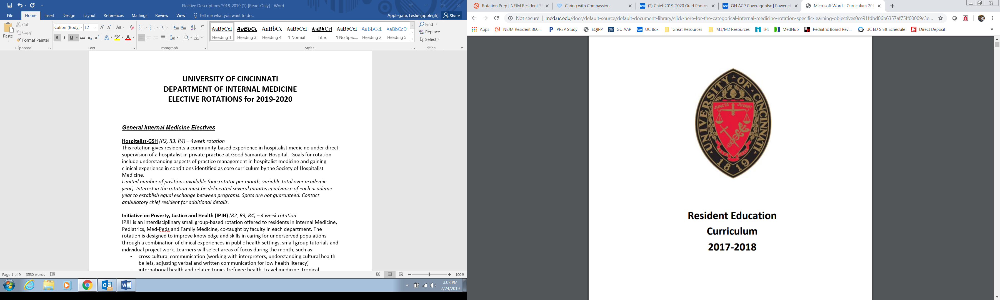 Elective Descriptions 2018-2019 (1) [Read-Only] - Word
File Home Insert Design Layout References Mailings Review View Tell me what you want to do...
Applegate, Leslie (appleglr) Share
Paste
Cut
Copy
Format Painter
Clipboard
Calibri (Body) 12
Font
Paragraph
AaBbCcI AaBbCc AaBbCc AaBbCcI AaBbCcI AaBbCcI AaBbCcI AaBbCcD
Heading 1 Heading 3 Heading 4 ¶ Normal Title ¶ No Spac... Heading 2 Heading 5
Styles
Find
Replace
Select
Editing
UNIVERSITY OF CINCINNATI
DEPARTMENT OF INTERNAL MEDICINE
ELECTIVE ROTATIONS for 2019-2020
General Internal Medicine Electives
Hospitalist-GSH (R2, R3, R4) – 4week rotation
This rotation gives residents a community-based experience in hospitalist medicine under direct
supervision of a hospitalist in private practice at Good Samaritan Hospital. Goals for rotation
include understanding aspects of practice management in hospitalist medicine and gaining
clinical experience in conditions identified as core curriculum by the Society of Hospitalist
Medicine.
Limited number of positions available (one rotator per month, variable total over academic
year). Interest in the rotation must be delineated several months in advance of each academic
year to establish equal exchange between programs. Spots are not guaranteed. Contact
ambulatory chief resident for additional details.
Initiative on Poverty, Justice and Health (IPJH) (R2, R3, R4) – 4 week rotation
IPJH is an interdisciplinary small group-based rotation offered to residents in Internal Medicine,
Pediatrics, Med-Peds and Family Medicine, co-taught by faculty in each department. The
rotation is designed to improve knowledge and skills in caring for underserved populations
through a combination of clinical experiences in public health settings, small group tutorials and
individual project work. Learners will select areas of focus during the month, such as:
- cross cultural communication (working with interpreters, understanding cultural health
beliefs, adjusting verbal and written communication for low health literacy)
- international health and related topics (refugee health, travel medicine, tropical
Page 1 of 9 3530 words
100%
3:08 PM
7/24/2019
Rotation Prep | NEJM Resident 36 Caring with Compassion (2) Chief 2019-2020 Grad Photos OH ACP Coverage.xlsx | Powered Microsoft Word - Curriculum 201
Not secure | med.uc.edu/docs/default-source/default-document-library/click-here-for-the-categorical-internal-medicine-rotation-specific-learning-objectives0ce91fdbd06b6357af75ff00009c3e...
Apps NEJM Resident 360... PREP Study EQIPP GU AAP UC Box Great Resources M1/M2 Resources IHI MedHub Pediatric Board Rev... UC ED Shift Schedule Direct Deposit
UNIVERSITY OF CINCINNATI
JUNCTA JUVANT
1819
Resident Education
Curriculum
2017-2018